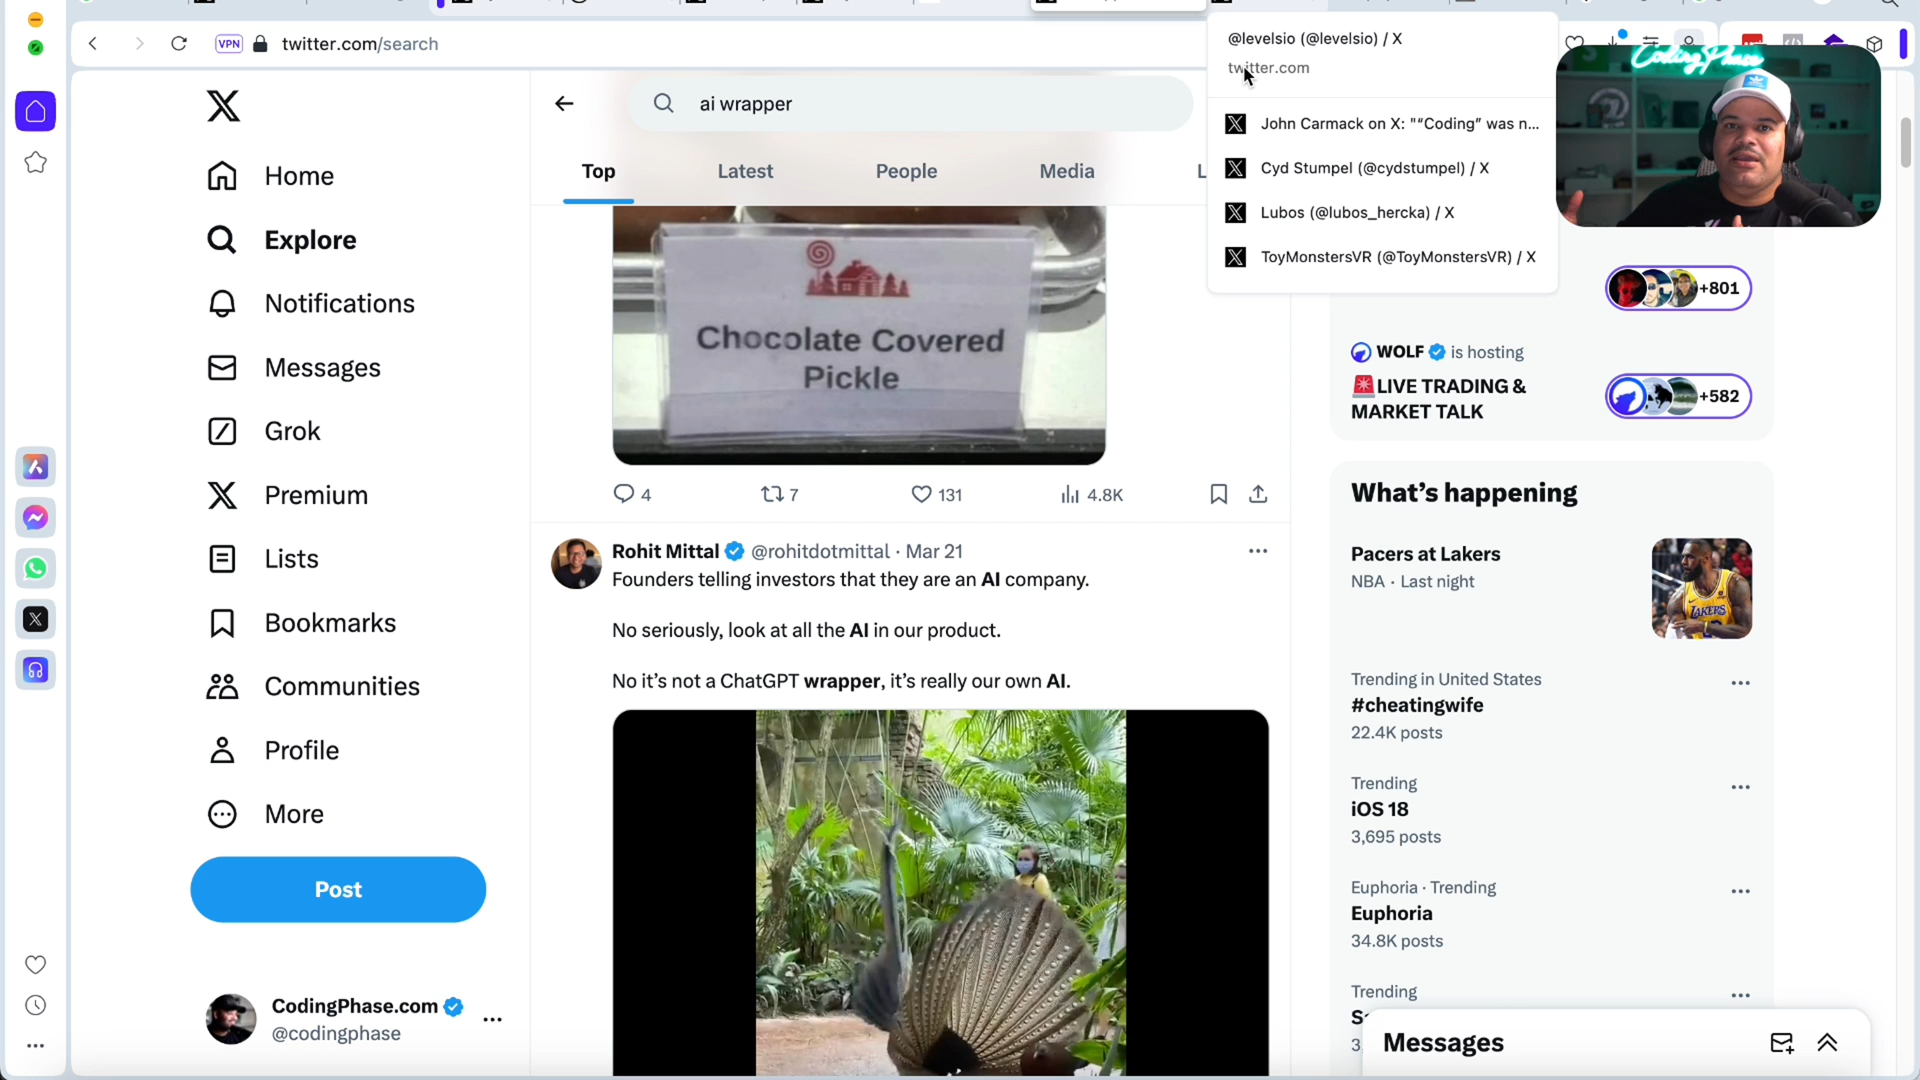 VPN
twitter.com/search
@levelsio (@levelsio) / X
twitter.com
John Carmack on X: "“Coding” was n...
Cyd Stumpel (@cydstumpel) / X
Lubos (@lubos_hercka) / X
ToyMonstersVR (@ToyMonstersVR) / X
CodingPhase
Home
Explore
Notifications
Messages
Grok
Premium
Lists
Bookmarks
Communities
Profile
More
Post
CodingPhase.com
@codingphase
ai wrapper
Top
Latest
People
Media
L
Chocolate Covered
Pickle
4
7
131
4.8K
Rohit Mittal @rohitdotmittal · Mar 21
Founders telling investors that they are an AI company.
No seriously, look at all the AI in our product.
No it’s not a ChatGPT wrapper, it’s really our own AI.
+801
WOLF is hosting
🚨LIVE TRADING &
MARKET TALK
+582
What’s happening
Pacers at Lakers
NBA · Last night
LAKERS
Trending in United States
#cheatingwife
22.4K posts
Trending
iOS 18
3,695 posts
Euphoria · Trending
Euphoria
34.8K posts
Trending
Messages